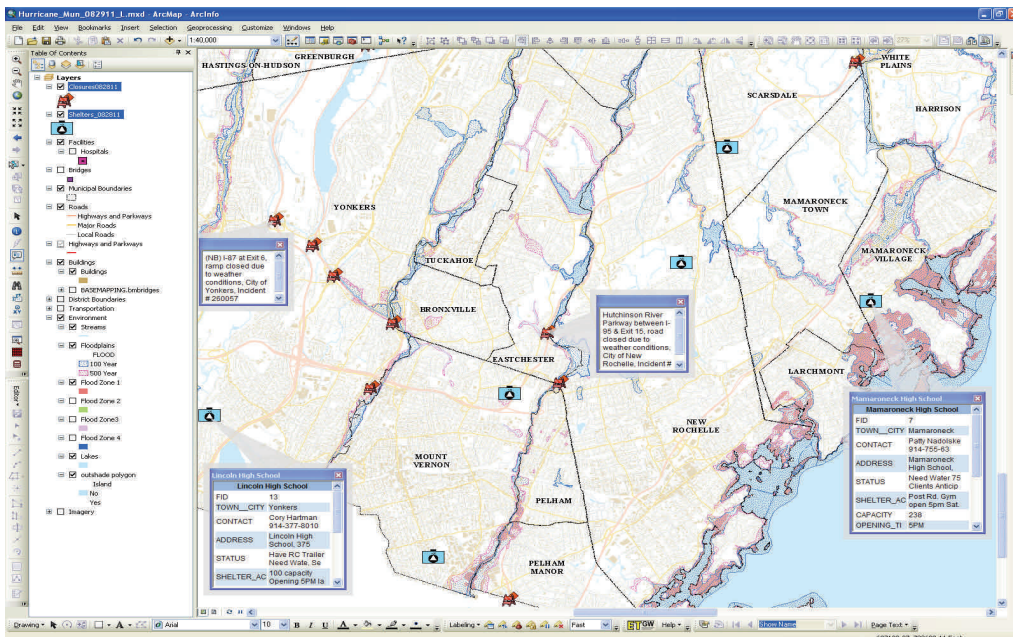 Hurricane_Mun_082911_L.mxd - ArcMap - ArcInfo
File Edit View Bookmarks Insert Selection Geoprocessing Customize Windows Help
1:40,000
27%
Table Of Contents
Layers
Closures082811
Shelters_082811
Facilities
Hospitals
Bridges
Municipal Boundaries
Roads
Highways and Parkways
Major Roads
Local Roads
Highways and Parkways
Buildings
Buildings
BASEMAPPING.bmbridges
District Boundaries
Transportation
Environment
Streams
Floodplains
FLOOD
100 Year
500 Year
Flood Zone 1
Flood Zone 2
Flood Zone3
Flood Zone 4
Lakes
outshade polygon
Island
No
Yes
Imagery
Editor
HASTINGS-ON-HUDSON
GREENBURGH
WHITE
PLAINS
SCARSDALE
HARRISON
YONKERS
MAMARONECK
TOWN
MAMARONECK
VILLAGE
TUCKAHOE
BRONXVILLE
EASTCHESTER
LARCHMONT
NEW
ROCHELLE
MOUNT
VERNON
PELHAM
PELHAM
MANOR
(NB) I-87 at Exit 6,
ramp closed due
to weather
conditions, City of
Yonkers, Incident
# 260057
Hutchinson River
Parkway between I-
95 & Exit 15, road
closed due to
weather conditions,
City of New
Rochelle, Incident #
Lincoln High School
Lincoln High School
FID 13
TOWN__CITY Yonkers
CONTACT Cory Hartman
914-377-8010
ADDRESS Lincoln High
School, 375
STATUS Have RC Trailer
Need Wate, Se
SHELTER_AC 100 capacity
Opening 5PM la
Mamaroneck High School
Mamaroneck High School
FID 7
TOWN__CITY Mamaroneck
CONTACT Patty Nadolske
914-755-63
ADDRESS Mamaroneck
High School,
STATUS Need Water 75
Clients Anticip
SHELTER_AC Post Rd. Gym
open 5pm Sat.
CAPACITY 238
OPENING_TI 5PM
Drawing Arial 10 B I U A Labeling Fast ET GW Help Show Name Page Text